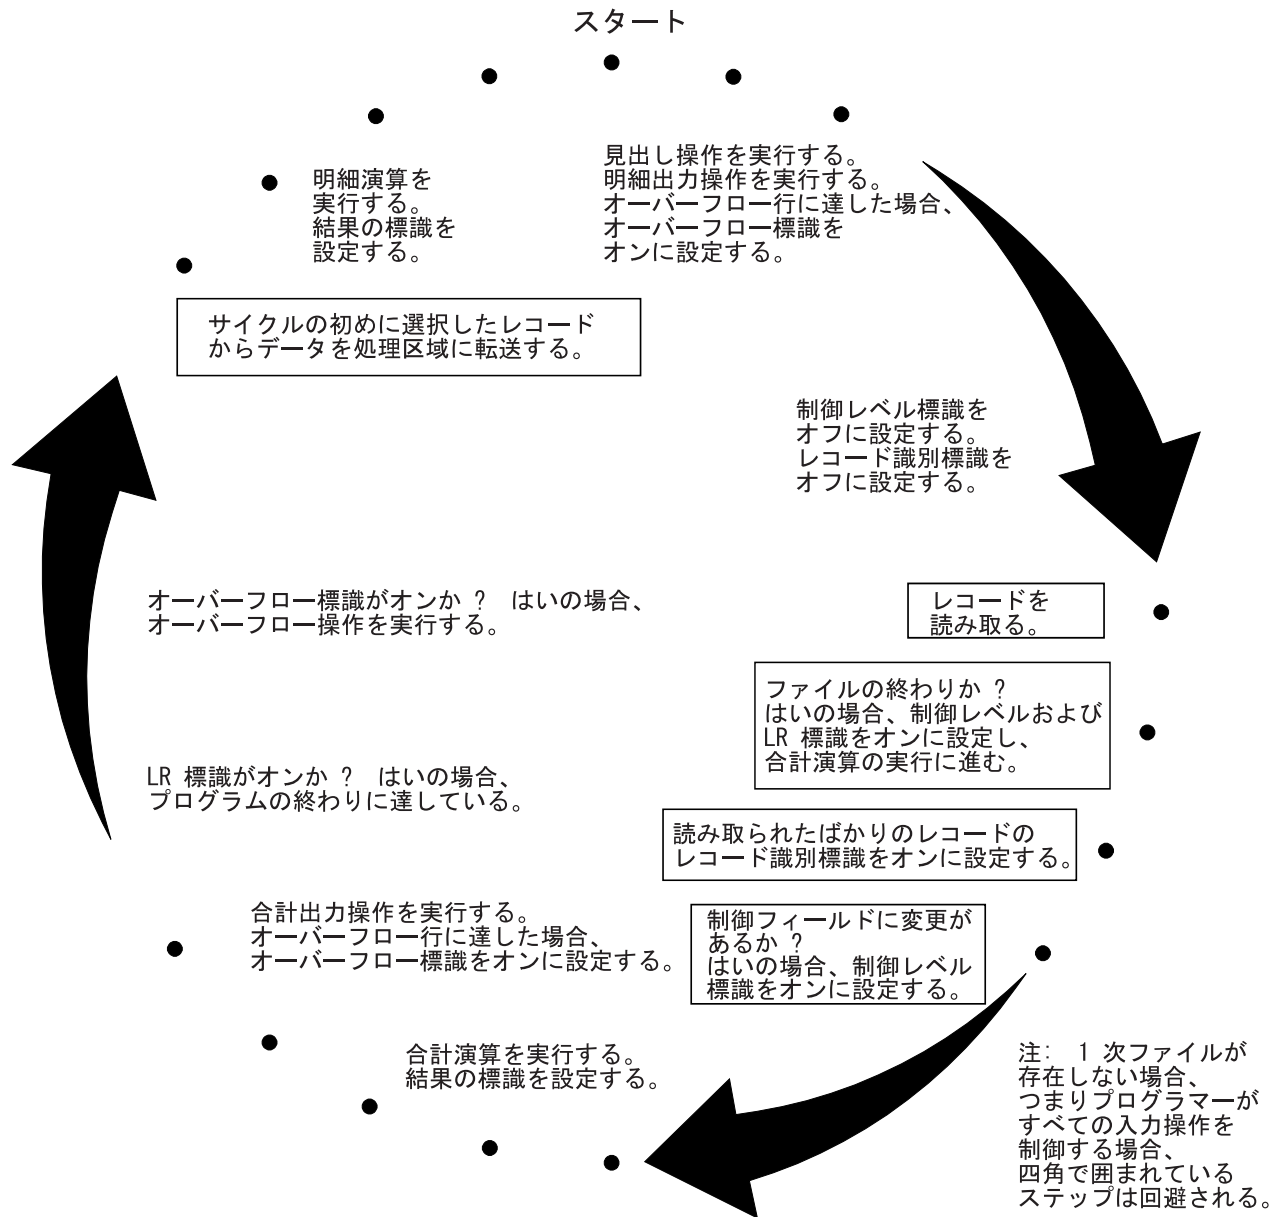 スタート
見出し操作を実行する。
明細出力操作を実行する。
オーバーフロー行に達した場合、
オーバーフロー標識を
オンに設定する。
制御レベル標識を
オフに設定する。
レコード識別標識を
オフに設定する。
レコードを
読み取る。
ファイルの終わりか ?
はいの場合、制御レベルおよび
LR 標識をオンに設定し、
合計演算の実行に進む。
読み取られたばかりのレコードの
レコード識別標識をオンに設定する。
制御フィールドに変更が
あるか ?
はいの場合、制御レベル
標識をオンに設定する。
注: 1 次ファイルが
存在しない場合、
つまりプログラマーが
すべての入力操作を
制御する場合、
四角で囲まれている
ステップは回避される。
合計演算を実行する。
結果の標識を設定する。
合計出力操作を実行する。
オーバーフロー行に達した場合、
オーバーフロー標識をオンに設定する。
LR 標識がオンか ? はいの場合、
プログラムの終わりに達している。
オーバーフロー標識がオンか ? はいの場合、
オーバーフロー操作を実行する。
サイクルの初めに選択したレコード
からデータを処理区域に転送する。
明細演算を
実行する。
結果の標識を
設定する。